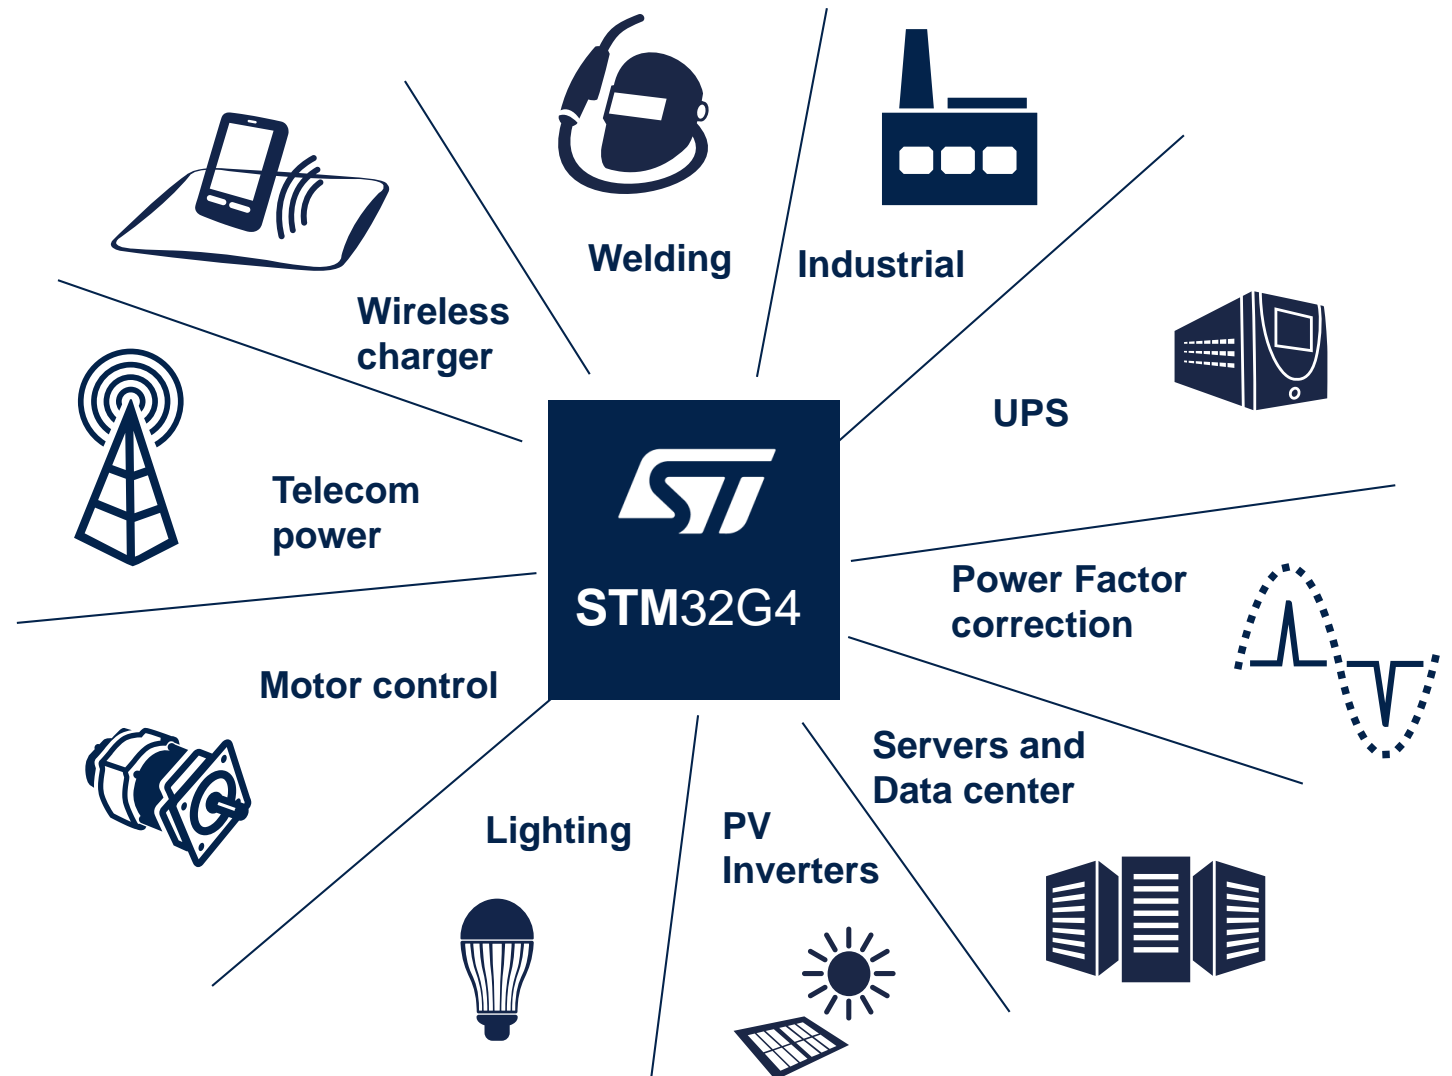 Welding
Industrial
Wireless
charger
UPS
Telecom
power
ST
STM32G4
Power Factor
correction
Motor control
Servers and
Data center
Lighting
PV
Inverters